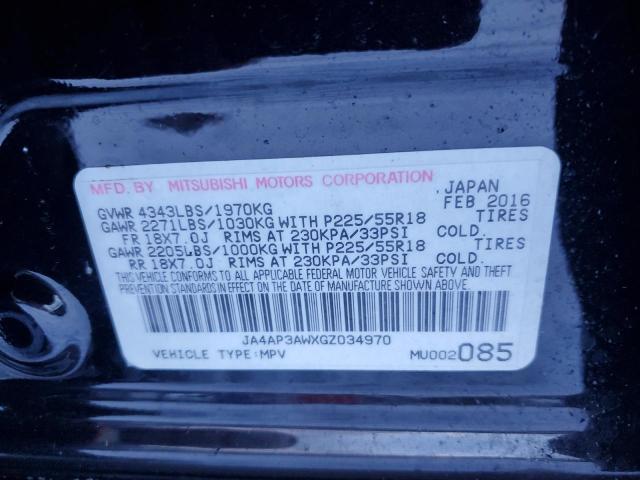 MFD. BY MITSUBISHI MOTORS CORPORATION JAPAN
GVWR 4343LBS/1970KG FEB 2016
GAWR 2271LBS/1030KG WITH P225/55R18 TIRES
FR 18X7.0J RIMS AT 230KPA/33PSI COLD.
GAWR 2205LBS/1000KG WITH P225/55R18 TIRES
RR 18X7.0J RIMS AT 230KPA/33PSI COLD.
THIS VEHICLE CONFORMS TO ALL APPLICABLE FEDERAL MOTOR VEHICLE SAFETY AND THEFT
PREVENTION STANDARDS IN EFFECT ON THE DATE OF MANUFACTURE SHOWN ABOVE.
JA4AP3AWXGZ034970
VEHICLE TYPE:MPV MU002085